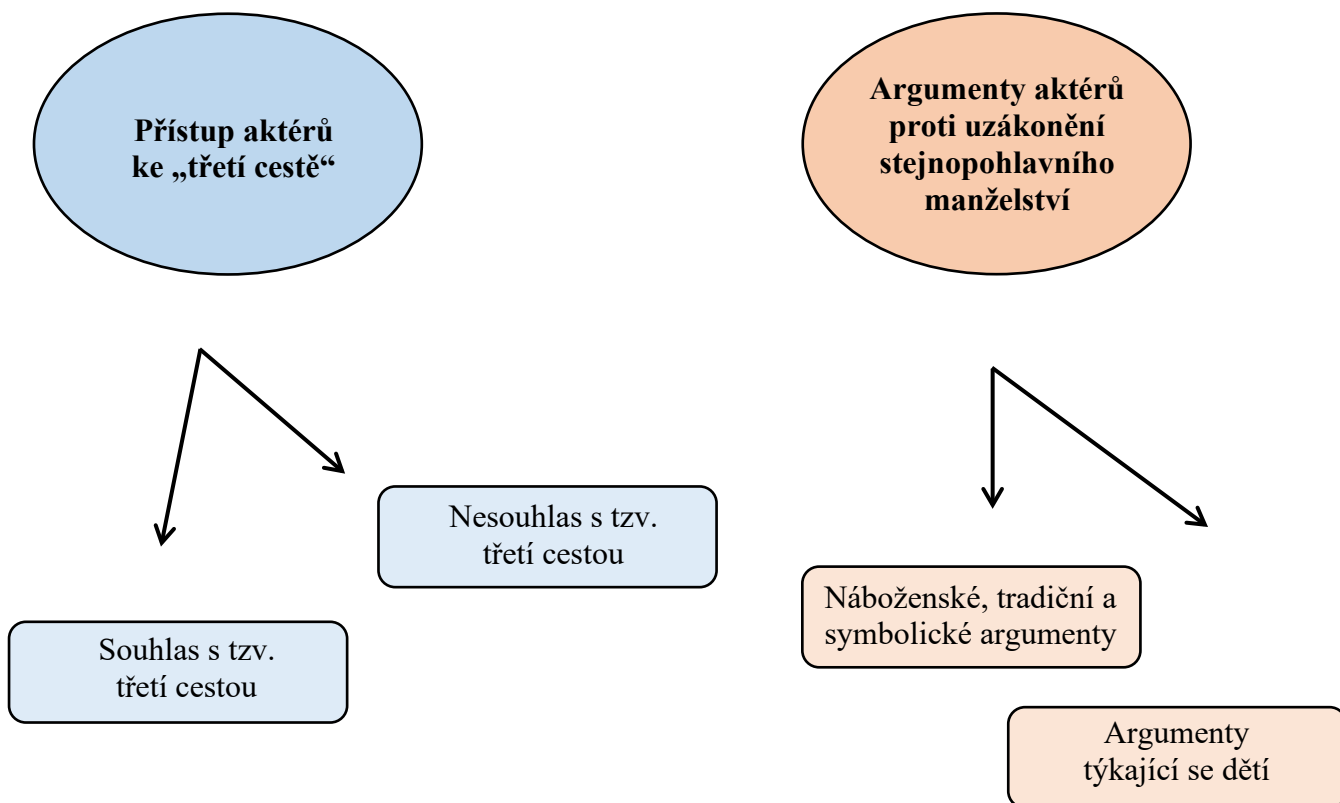 Přístup aktérů
ke „třetí cestě“
Argumenty aktérů
proti uzákonění
stejnopohlavního
manželství
Nesouhlas s tzv.
třetí cestou
Souhlas s tzv.
třetí cestou
Náboženské, tradiční a
symbolické argumenty
Argumenty
týkající se dětí